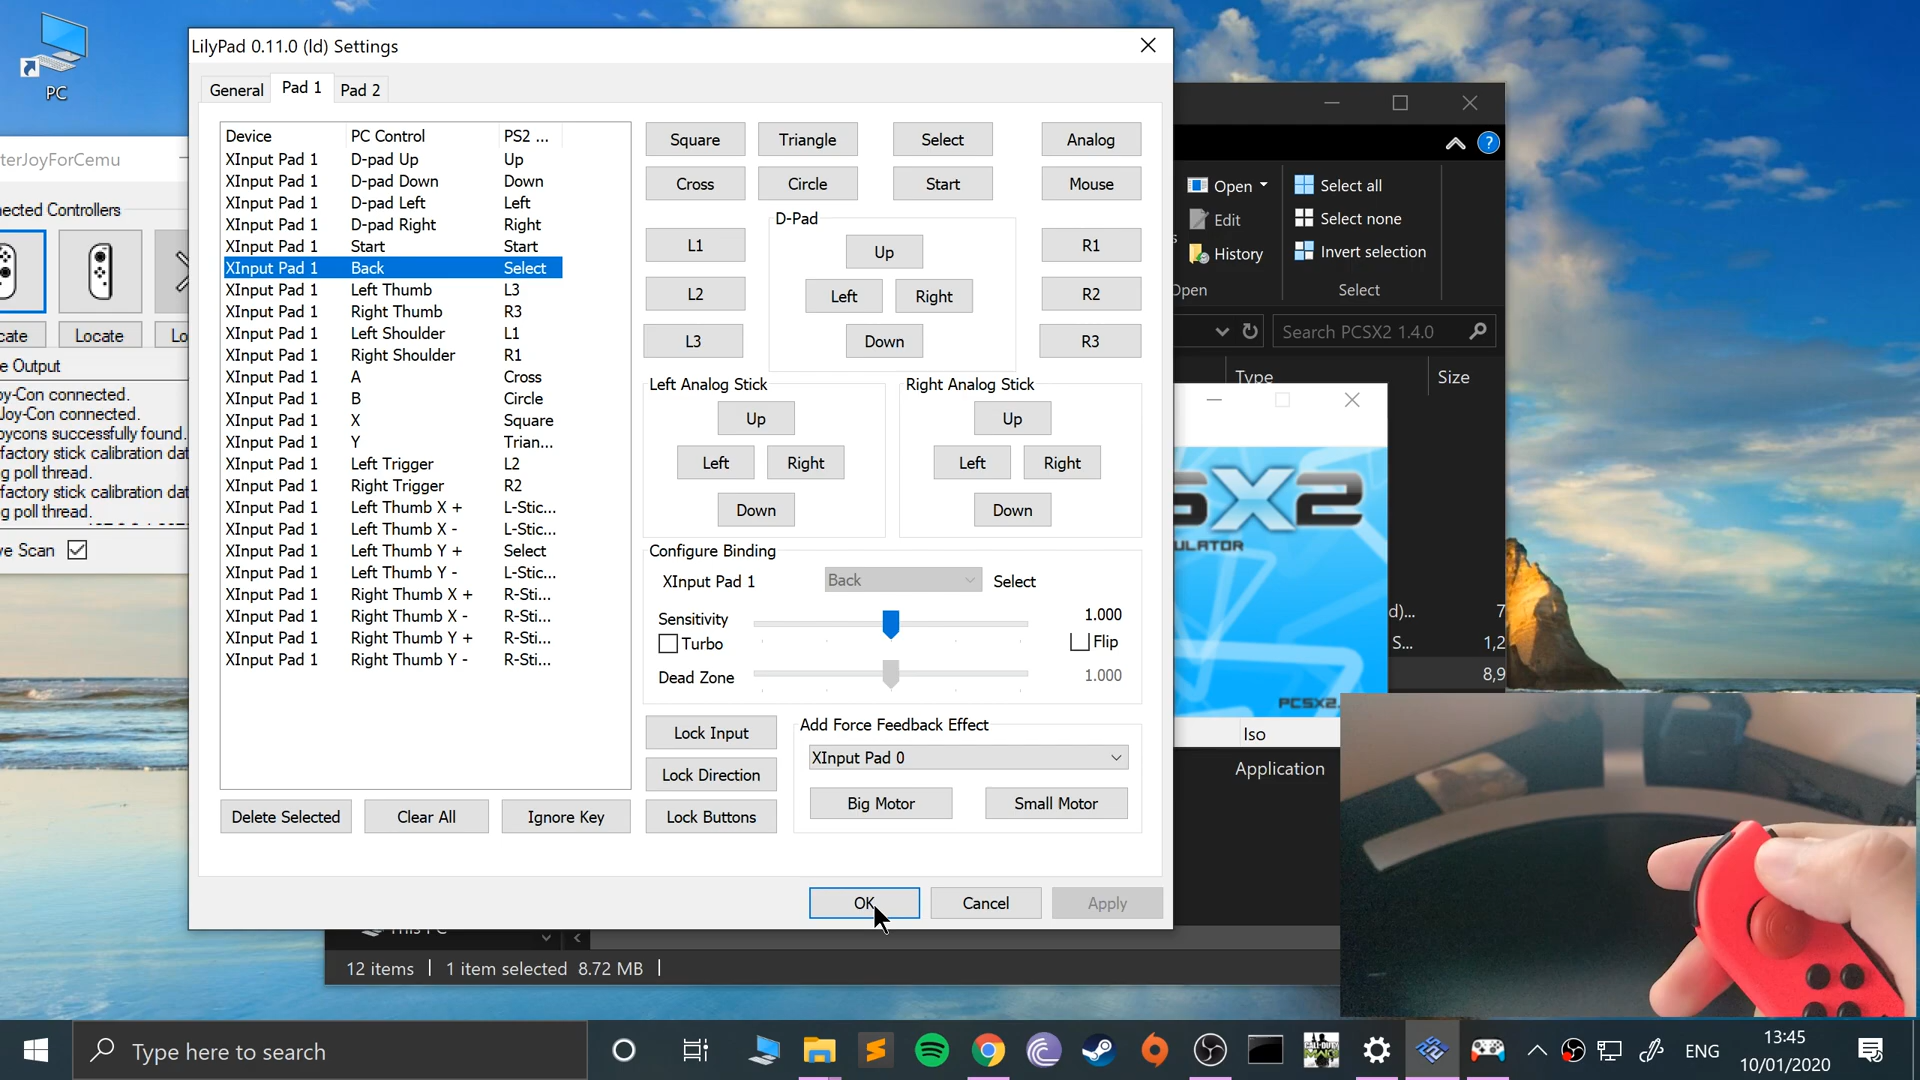 PC
LilyPad 0.11.0 (ld) Settings
General
Pad 1
Pad 2
Device PC Control PS2 ...
XInput Pad 1 D-pad Up Up
XInput Pad 1 D-pad Down Down
XInput Pad 1 D-pad Left Left
XInput Pad 1 D-pad Right Right
XInput Pad 1 Start Start
XInput Pad 1 Back Select
XInput Pad 1 Left Thumb L3
XInput Pad 1 Right Thumb R3
XInput Pad 1 Left Shoulder L1
XInput Pad 1 Right Shoulder R1
XInput Pad 1 A Cross
XInput Pad 1 B Circle
XInput Pad 1 X Square
XInput Pad 1 Y Trian...
XInput Pad 1 Left Trigger L2
XInput Pad 1 Right Trigger R2
XInput Pad 1 Left Thumb X + L-Stic...
XInput Pad 1 Left Thumb X - L-Stic...
XInput Pad 1 Left Thumb Y + Select
XInput Pad 1 Left Thumb Y - L-Stic...
XInput Pad 1 Right Thumb X + R-Sti...
XInput Pad 1 Right Thumb X - R-Sti...
XInput Pad 1 Right Thumb Y + R-Sti...
XInput Pad 1 Right Thumb Y - R-Sti...
Delete Selected
Clear All
Ignore Key
Square
Triangle
Select
Analog
Cross
Circle
Start
Mouse
D-Pad
L1
Up
R1
L2
Left
Right
R2
L3
Down
R3
Left Analog Stick
Up
Left
Right
Down
Right Analog Stick
Up
Left
Right
Down
Configure Binding
XInput Pad 1
Back
Select
Sensitivity
1.000
Turbo
Flip
Dead Zone
1.000
Lock Input
Lock Direction
Lock Buttons
Add Force Feedback Effect
XInput Pad 0
Big Motor
Small Motor
OK
Cancel
Apply
terJoyForCemu
ected Controllers
cate
Locate
Lo
e Output
oy-Con connected.
Joy-Con connected.
oycons successfully found.
factory stick calibration dat
g poll thread.
factory stick calibration dat
g poll thread.
ve Scan
?
Open
Select all
Edit
Select none
History
Invert selection
Open
Select
Search PCSX2 1.4.0
Type
Size
SX2
ULATOR
PCSX2
d)...
7
S...
1,2
8,9
Iso
Application
This PC
12 items
1 item selected 8.72 MB
Type here to search
ENG
13:45
10/01/2020